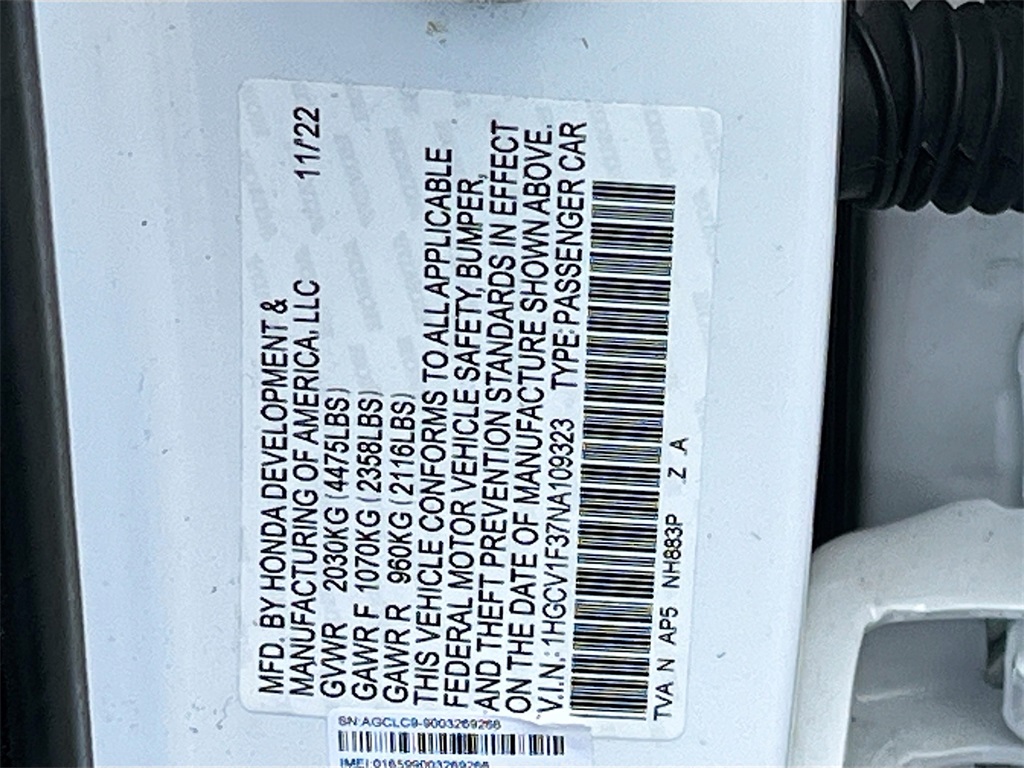 MFD. BY HONDA DEVELOPMENT &
MANUFACTURING OF AMERICA, LLC 11/'22
GVWR 2030KG (4475LBS)
GAWR F 1070KG (2358LBS)
GAWR R 960KG (2116LBS)
THIS VEHICLE CONFORMS TO ALL APPLICABLE
FEDERAL MOTOR VEHICLE SAFETY, BUMPER,
AND THEFT PREVENTION STANDARDS IN EFFECT
ON THE DATE OF MANUFACTURE SHOWN ABOVE.
V.I.N.: 1HGCV1F37NA109323 TYPE: PASSENGER CAR
TVA N AP5 NH883P Z A
SN:AGCLC9-9003269266
IMEI:016599003269266